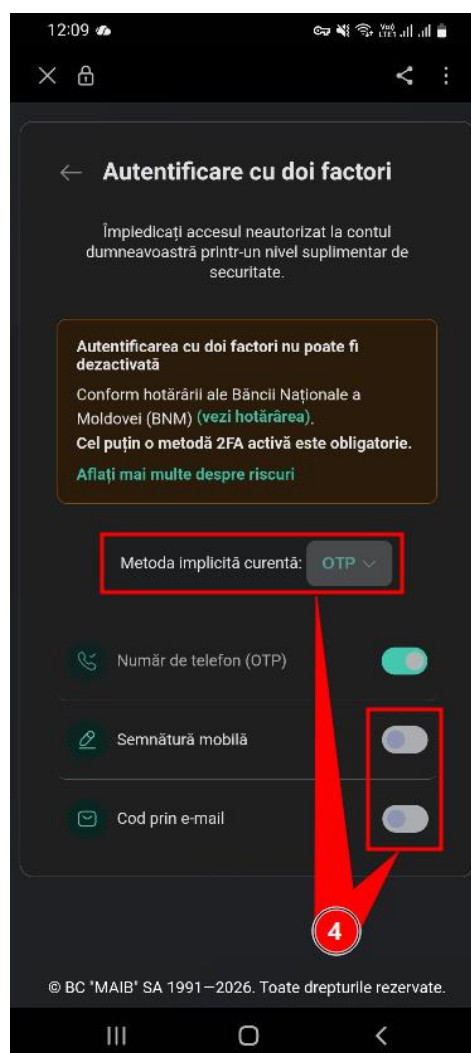 12:09
Autentificare cu doi factori
Împiedicați accesul neautorizat la contul
dumneavoastră printr-un nivel suplimentar de
securitate.
Autentificarea cu doi factori nu poate fi
dezactivată
Conform hotărârii ale Băncii Naționale a
Moldovei (BNM) (vezi hotărârea).
Cel puțin o metodă 2FA activă este obligatorie.
Aflați mai multe despre riscuri
Metoda implicită curentă: OTP
Număr de telefon (OTP)
Semnătură mobilă
Cod prin e-mail
4
© BC "MAIB" SA 1991—2026. Toate drepturile rezervate.